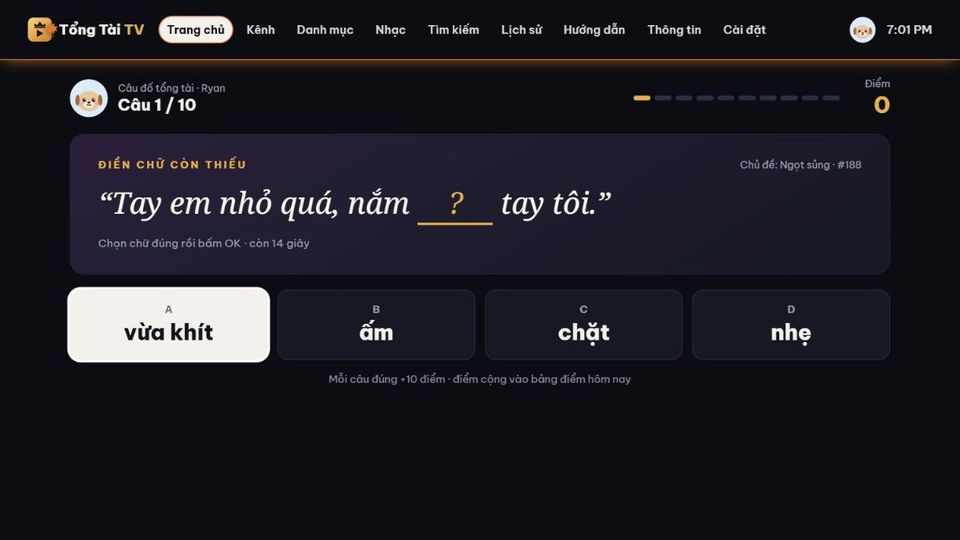 Tổng Tài TV
Trang chủ
Kênh
Danh mục
Nhạc
Tìm kiếm
Lịch sử
Hướng dẫn
Thông tin
Cài đặt
7:01 PM
Câu đố tổng tài · Ryan
Câu 1 / 10
Điểm
0
ĐIỀN CHỮ CÒN THIẾU
Chủ đề: Ngọt sủng · #188
“Tay em nhỏ quá, nắm ? tay tôi.”
Chọn chữ đúng rồi bấm OK · còn 14 giây
A
vừa khít
B
ấm
C
chặt
D
nhẹ
Mỗi câu đúng +10 điểm · điểm cộng vào bảng điểm hôm nay